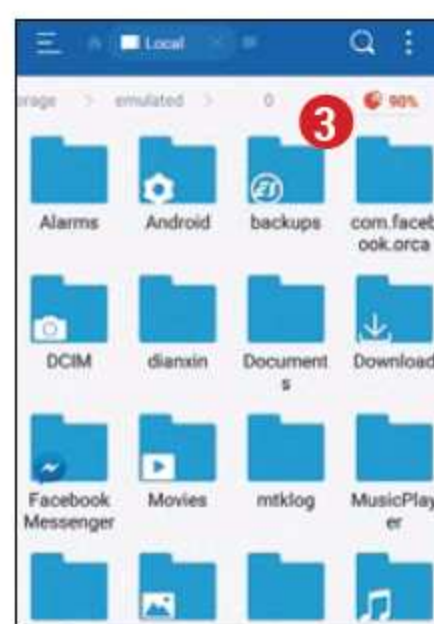 Local
orage > emulated > 0
90%
3
Alarms
Android
backups
com.faceb
ook.orca
DCIM
dianxin
Document
s
Download
Facebook
Messenger
Movies
mtklog
MusicPlay
er